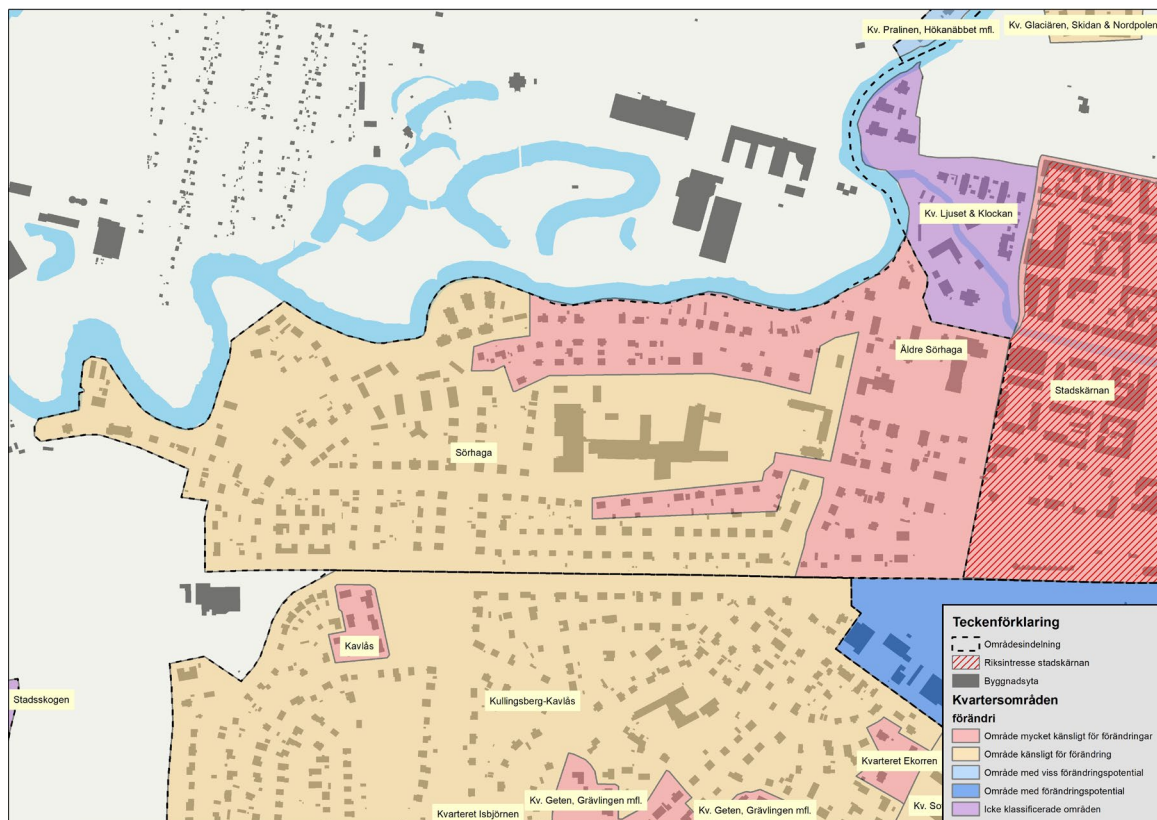 Kv. Pralinen, Hökanäbbet mfl.
Kv. Glaciären, Skidan & Nordpolen
Kv. Ljuset & Klockan
Äldre Sörhaga
Stadskärnan
Sörhaga
Kavlås
Stadsskogen
Kullingsberg-Kavlås
Kvarteret Ekorren
Kv. Geten, Grävlingen mfl.
Kv. Geten, Grävlingen mfl.
Kvarteret Isbjörnen
Kv.
Teckenförklaring
Områdesindelning
Riksintresse stadskärnan
Byggnadsyta
Kvartersområden
förändri
Område mycket känsligt för förändringar
Område känsligt för förändring
Område med viss förändringspotential
Område med förändringspotential
Icke klassificerade områden